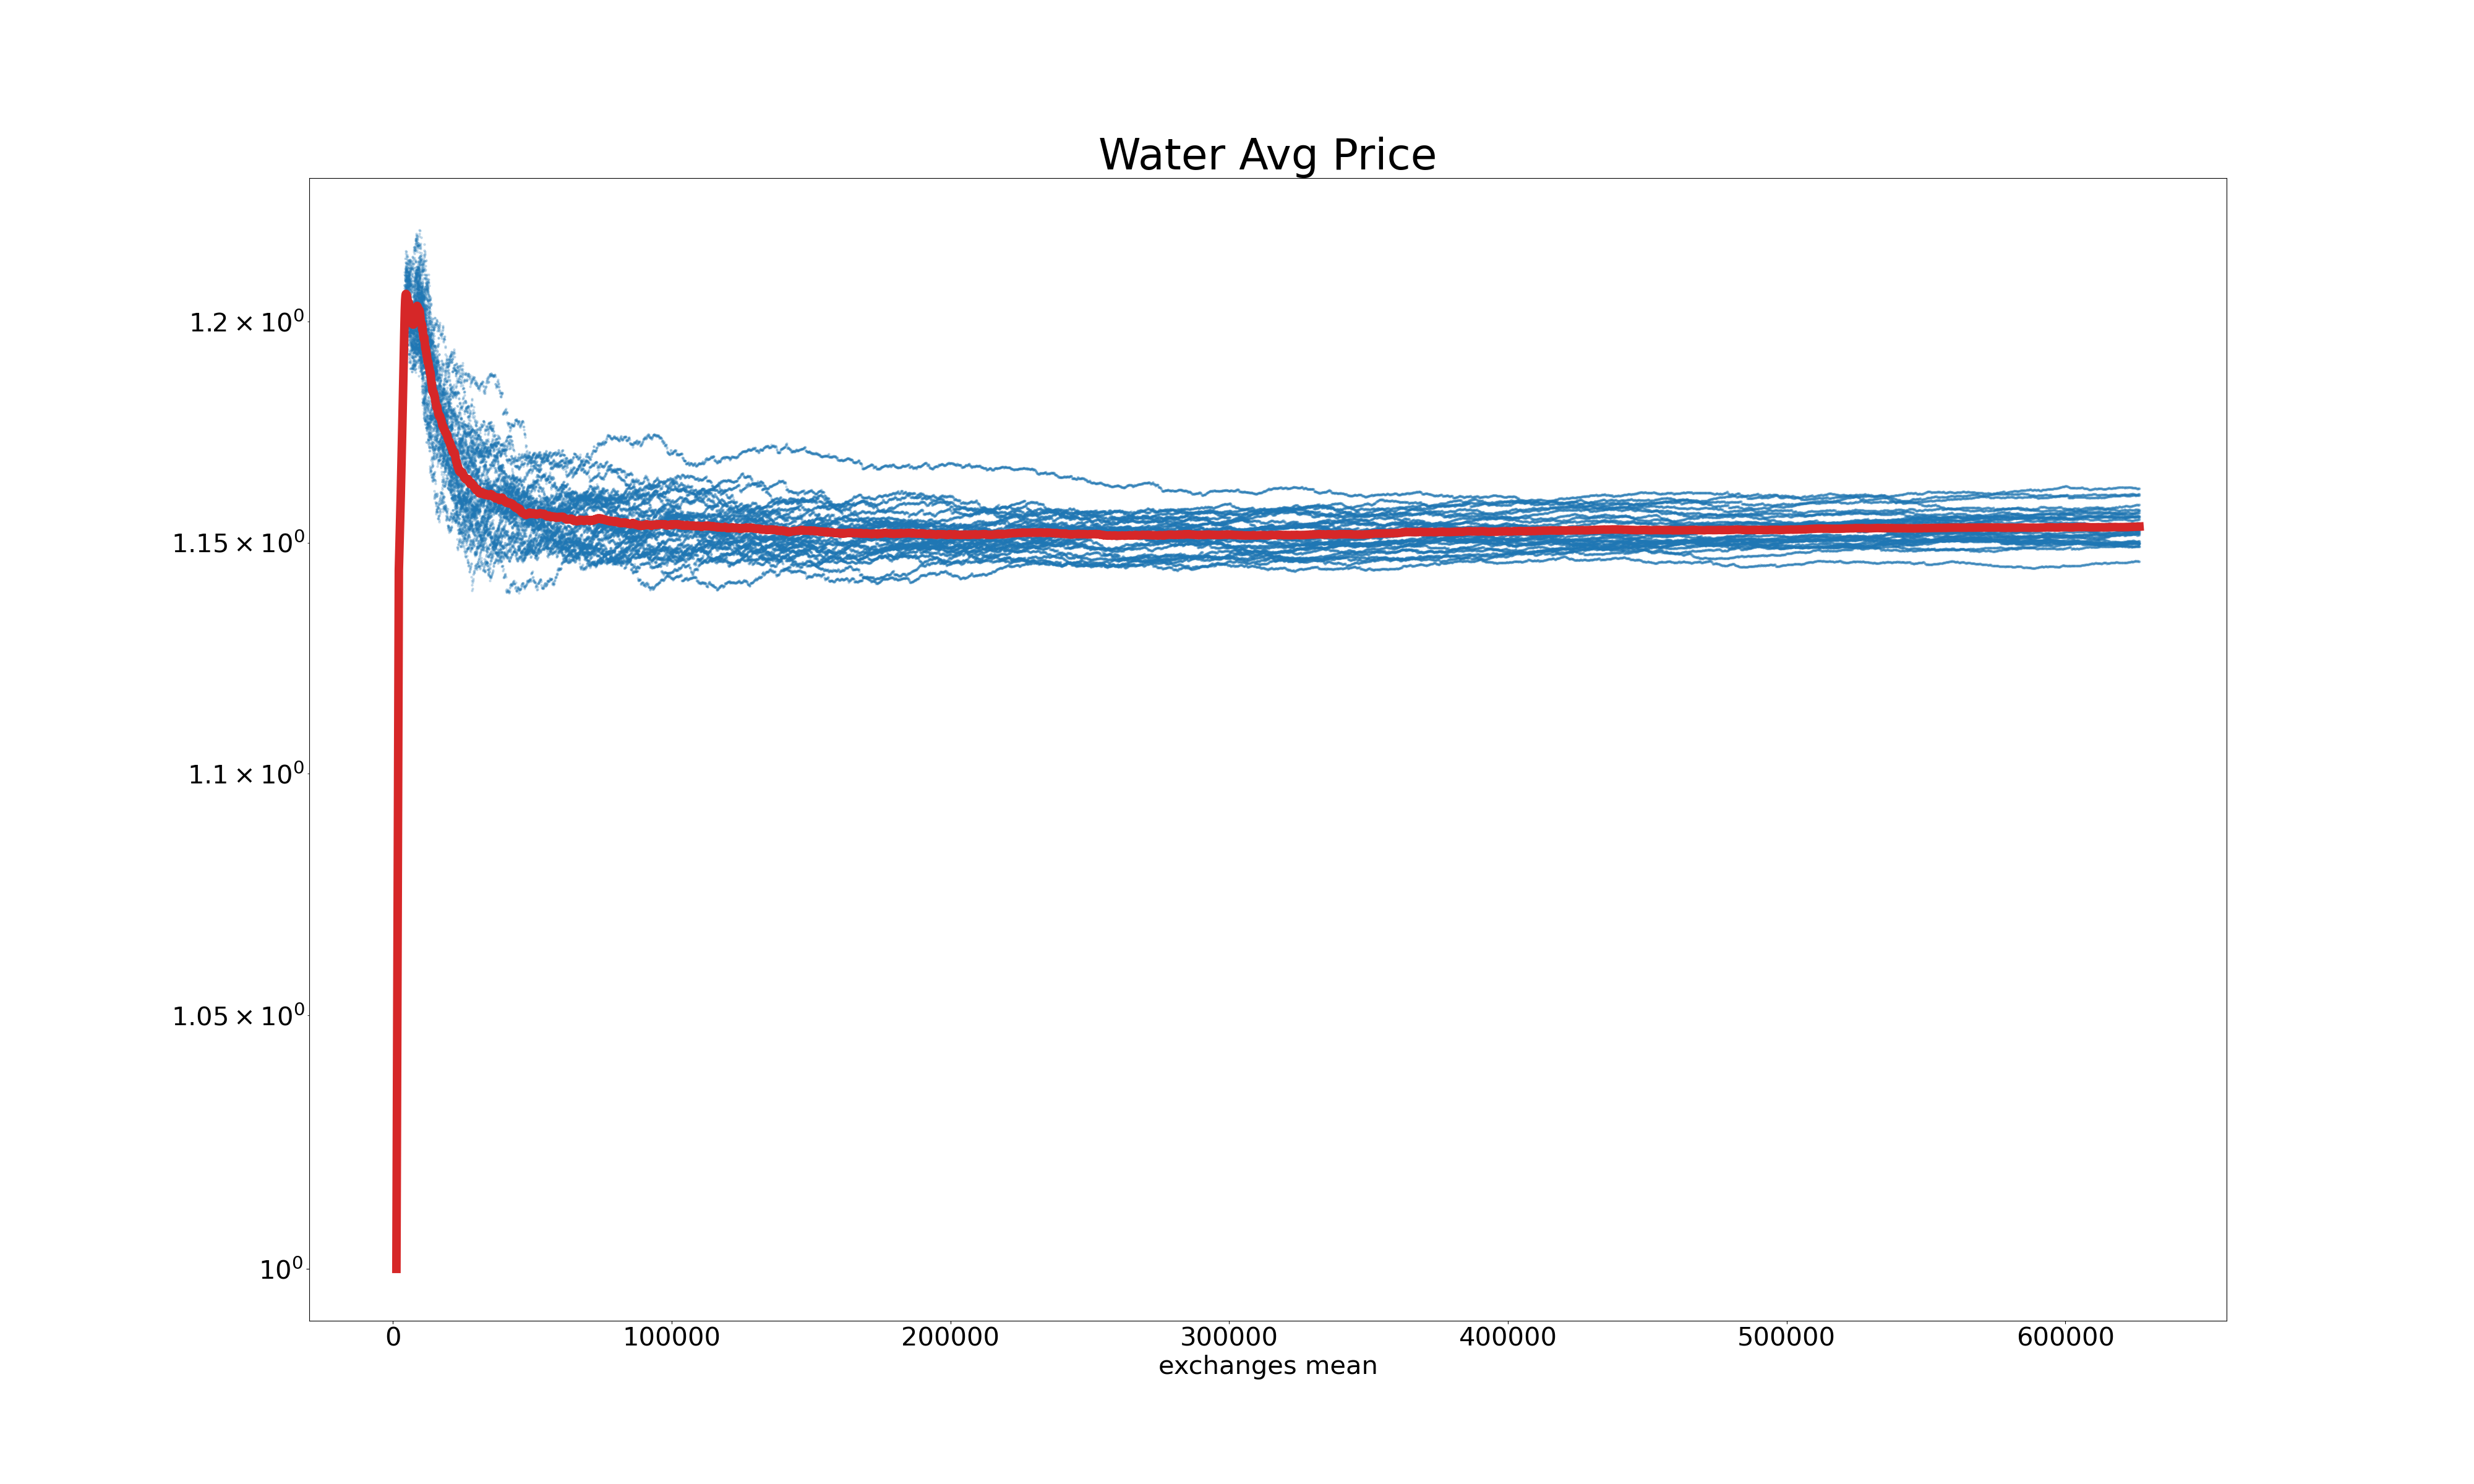 Water Avg Price
1.2 × 10⁰
1.15 × 10⁰
1.1 × 10⁰
1.05 × 10⁰
10⁰
0 100000 200000 300000 400000 500000 600000
exchanges mean